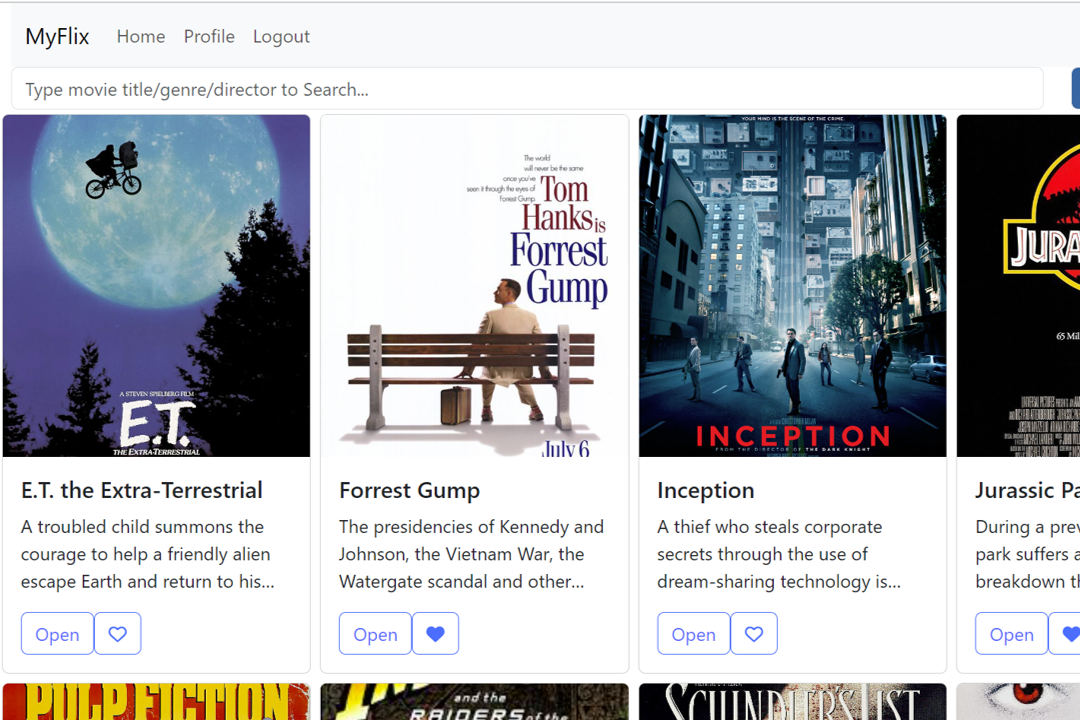 MyFlix Home Profile Logout
Type movie title/genre/director to Search...
A STEVEN SPIELBERG FILM
E.T.
THE EXTRA-TERRESTRIAL
The world
will never be the same
once you've
seen it through the eyes of
Forrest Gump.
Tom
Hanks is
Forrest
Gump
July 6
YOUR MIND IS THE SCENE OF THE CRIME.
INCEPTION
FROM THE DIRECTOR OF THE DARK KNIGHT
JURA
65 Mil
E.T. the Extra-Terrestrial
A troubled child summons the
courage to help a friendly alien
escape Earth and return to his...
Open
Forrest Gump
The presidencies of Kennedy and
Johnson, the Vietnam War, the
Watergate scandal and other...
Open
Inception
A thief who steals corporate
secrets through the use of
dream-sharing technology is...
Open
Jurassic Pa
During a prev
park suffers a
breakdown th
Open
PULP FICTION
and the
RAIDERS of the
SCHINDLER'S LIST